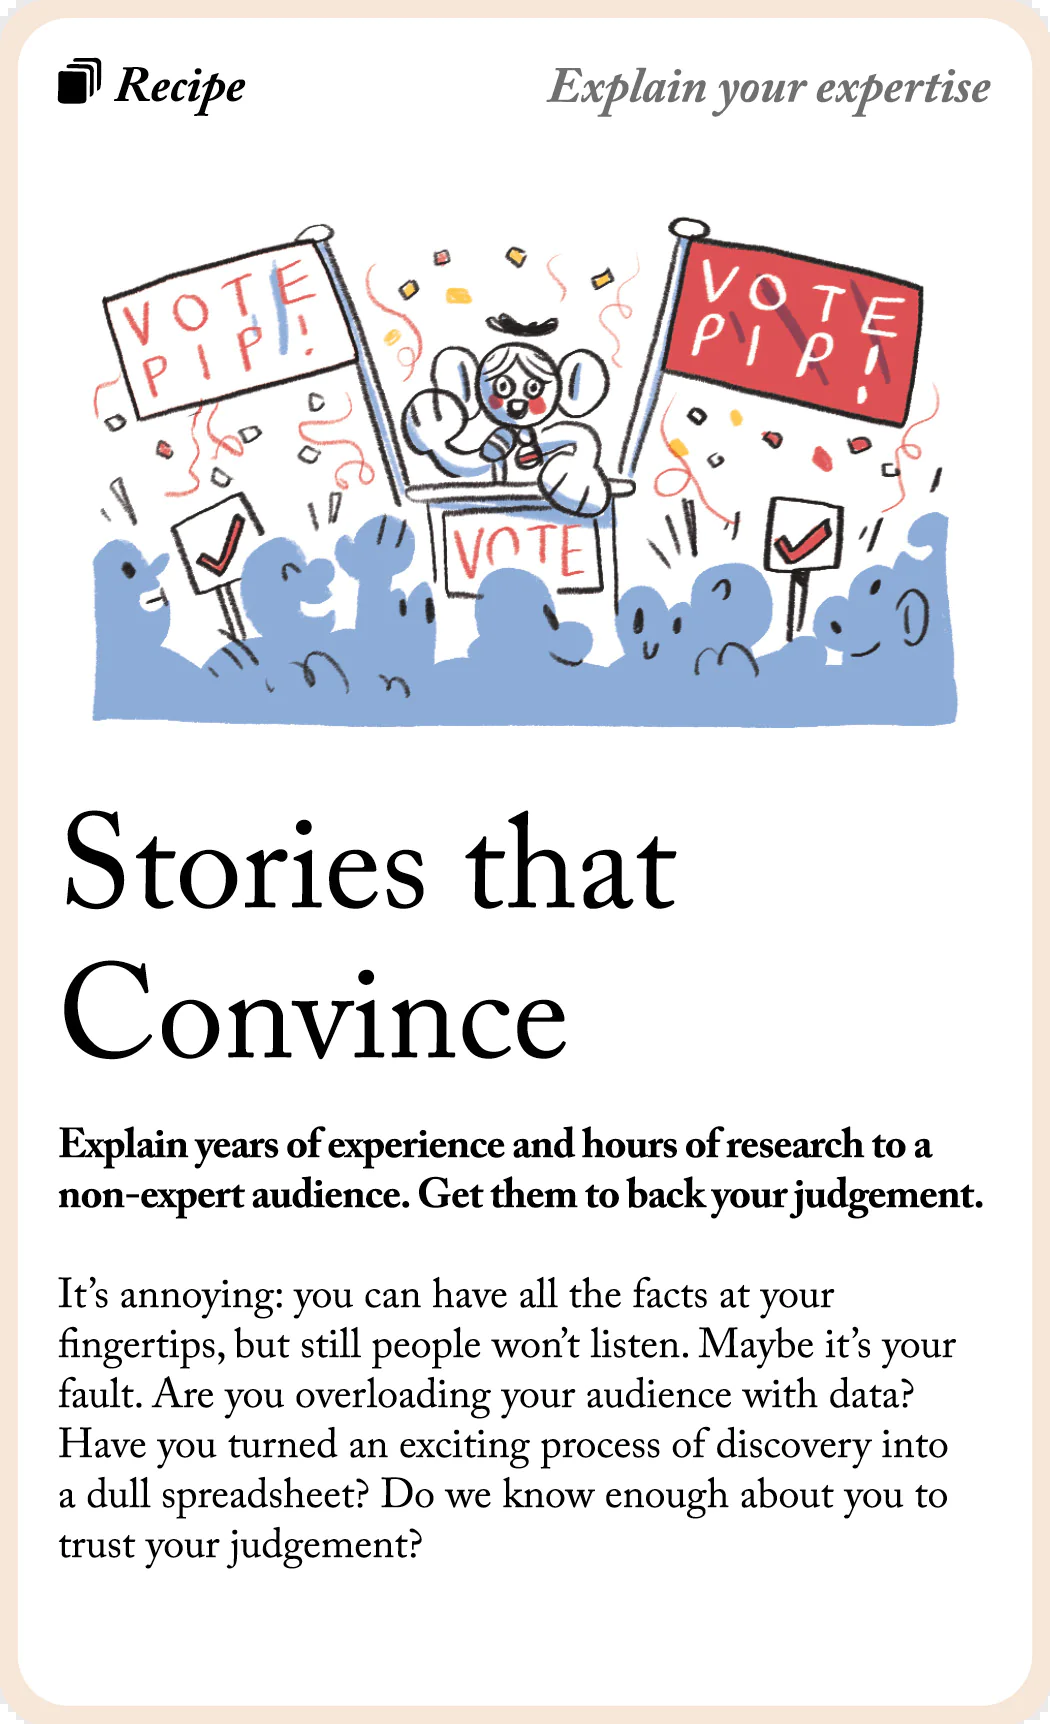 Recipe
Explain your expertise
VOTE
PIP!
VOTE
PIP!
VOTE
Stories that
Convince
Explain years of experience and hours of research to a
non-expert audience. Get them to back your judgement.
It’s annoying: you can have all the facts at your
fingertips, but still people won’t listen. Maybe it’s your
fault. Are you overloading your audience with data?
Have you turned an exciting process of discovery into
a dull spreadsheet? Do we know enough about you to
trust your judgement?